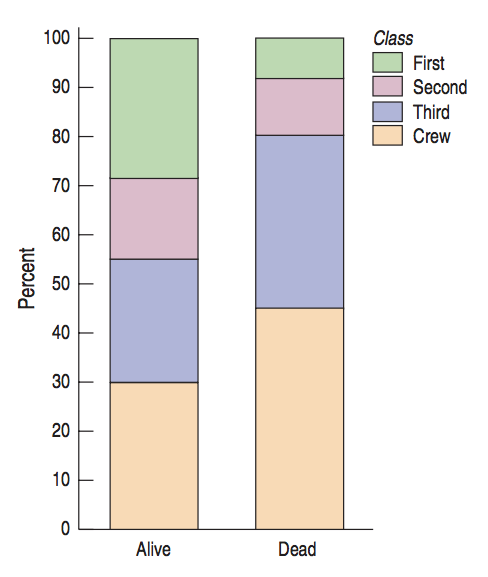 100
90
80
70
60
50
40
30
20
10
0
Percent
Alive
Dead
Class
First
Second
Third
Crew